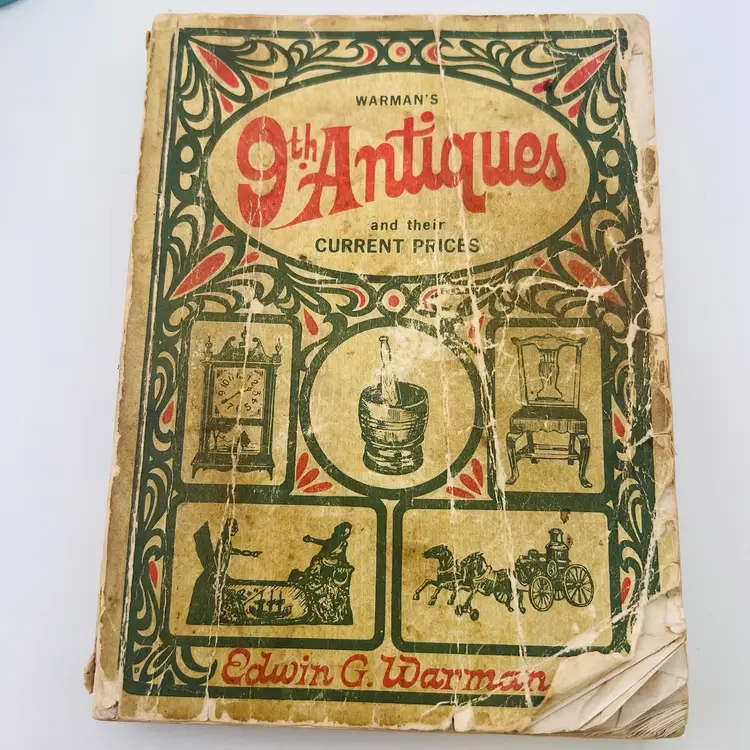 WARMAN'S
9th Antiques
and their
CURRENT PRICES
Edwin G. Warman